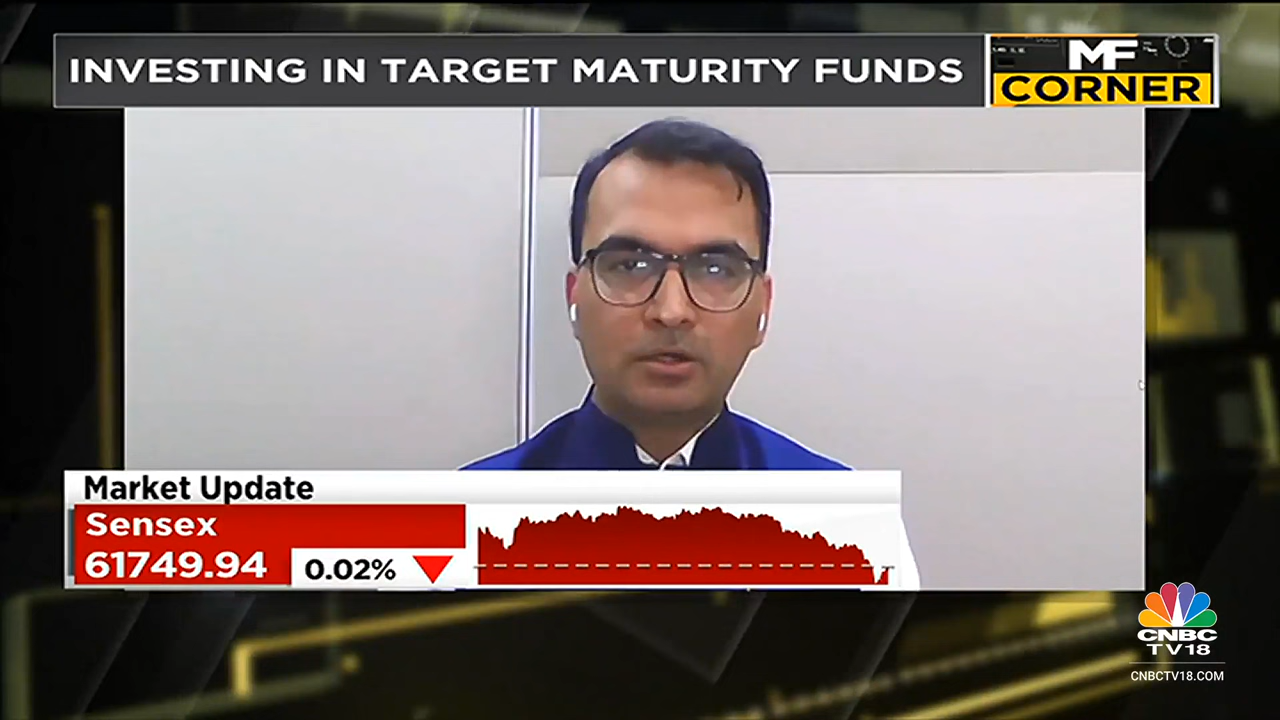 INVESTING IN TARGET MATURITY FUNDS
MF
CORNER
Market Update
Sensex
61749.94
0.02%
CNBC
TV18
CNBCTV18.COM